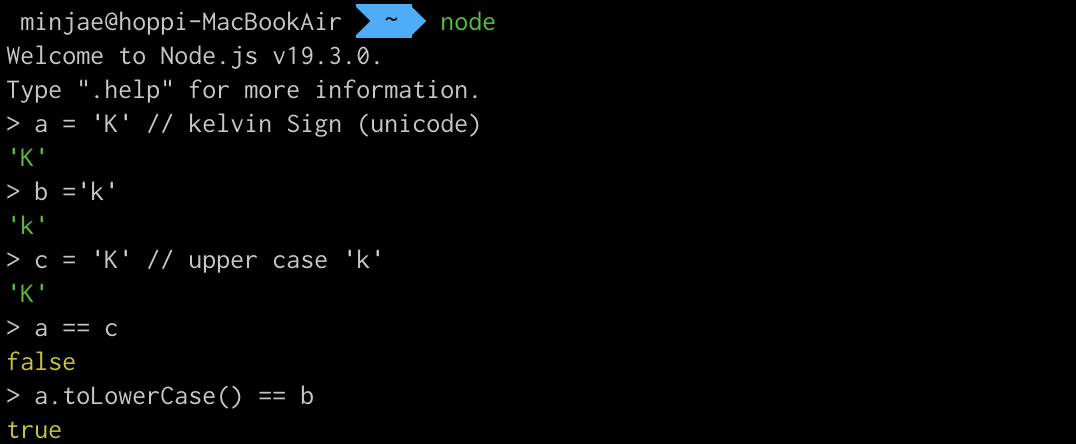 minjae@hoppi-MacBookAir ~ node
Welcome to Node.js v19.3.0.
Type ".help" for more information.
> a = 'K' // kelvin Sign (unicode)
'K'
> b ='k'
'k'
> c = 'K' // upper case 'k'
'K'
> a == c
false
> a.toLowerCase() == b
true